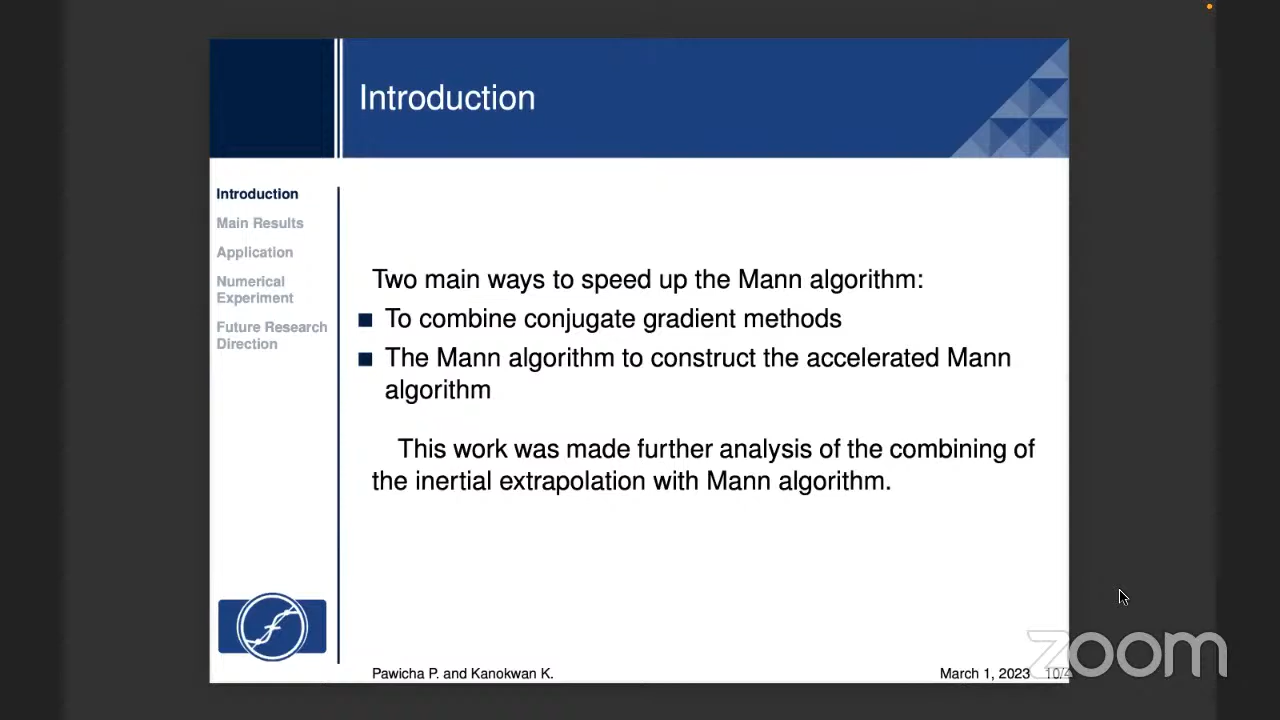 Introduction
Introduction
Main Results
Application
Numerical
Experiment
Future Research
Direction
Two main ways to speed up the Mann algorithm:
To combine conjugate gradient methods
The Mann algorithm to construct the accelerated Mann
algorithm
This work was made further analysis of the combining of
the inertial extrapolation with Mann algorithm.
Pawicha P. and Kanokwan K.
March 1, 2023
zoom